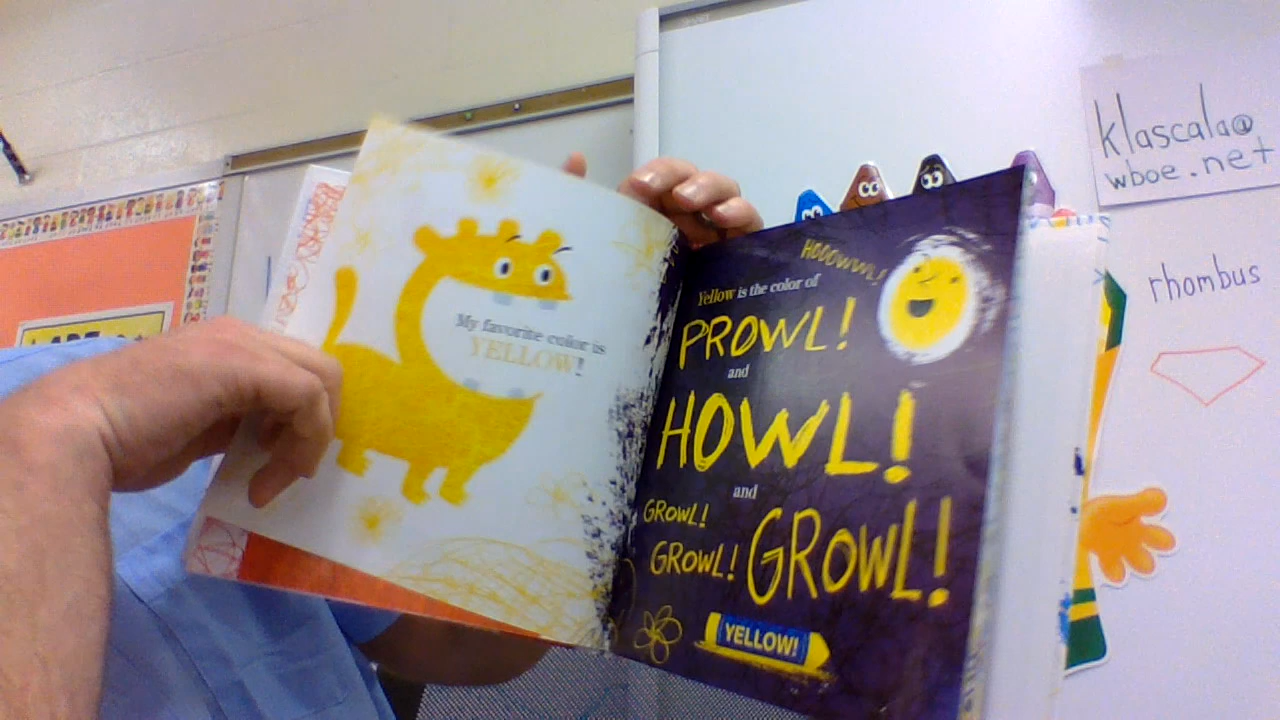 My favorite color is
YELLOW!
HOOOWWL!
Yellow is the color of
PROWL!
and
HOWL!
and
GROWL!
GROWL! GROWL!
YELLOW!
klascala@
wboe.net
rhombus